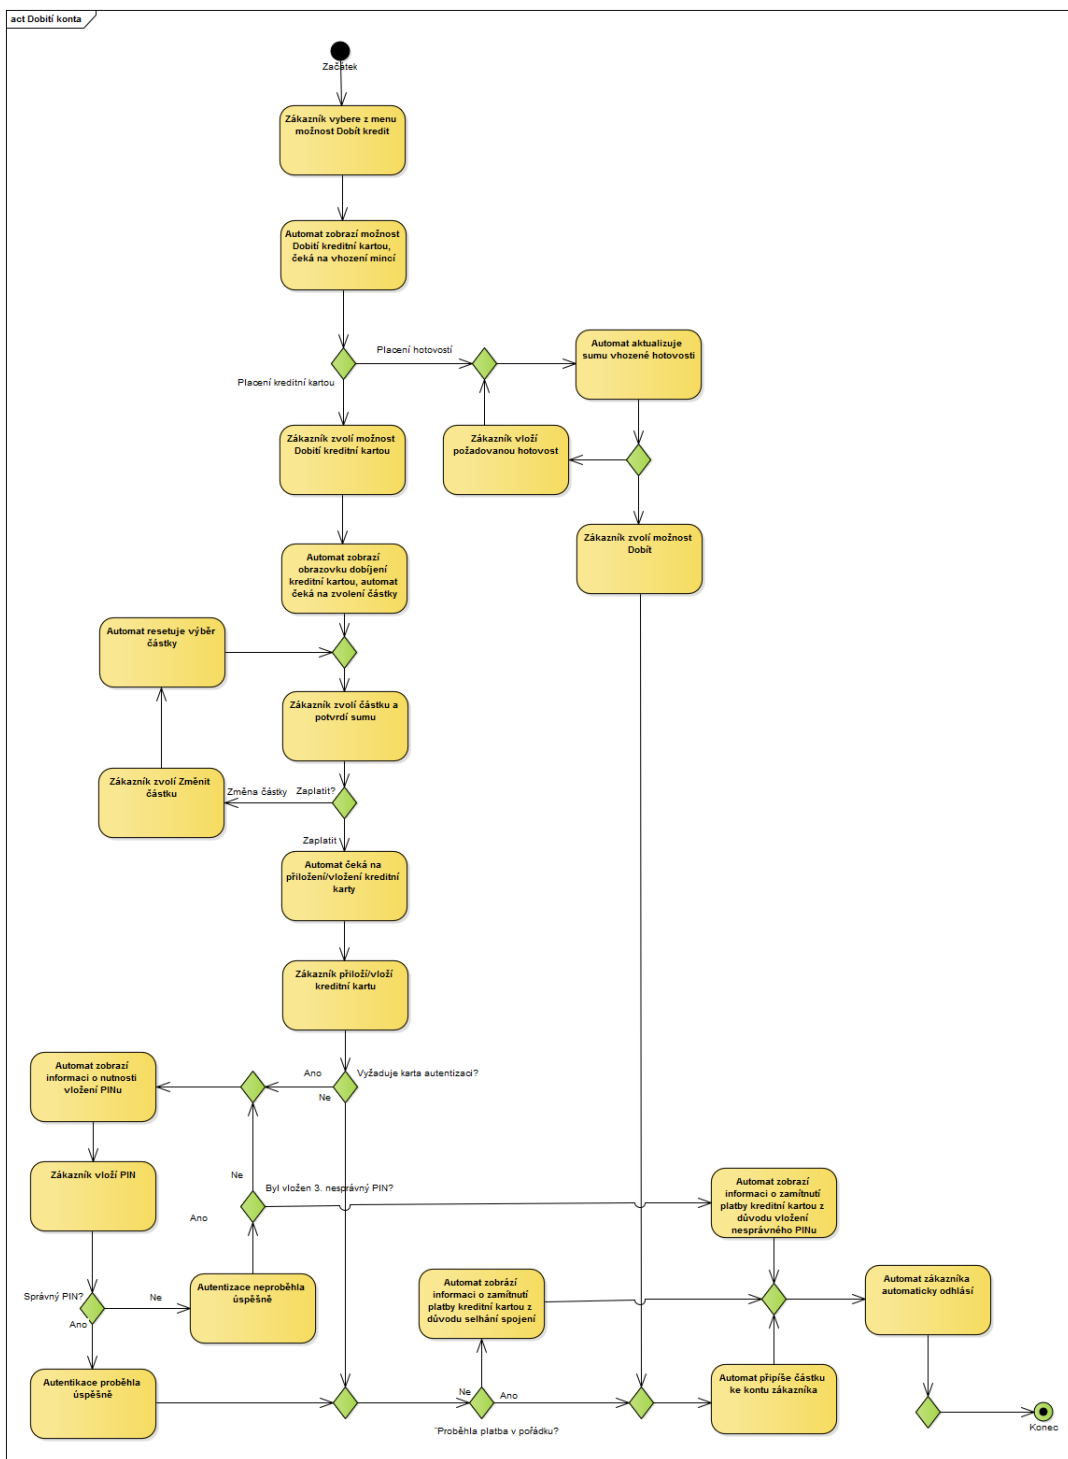 act Dobití konta
Začátek
Zákazník vybere z menu
možnost Dobít kredit
Automat zobrazí možnost
Dobití kreditní kartou,
čeká na vhození mincí
Placení hotovostí
Placení kreditní kartou
Automat aktualizuje
sumu vhozené hotovosti
Zákazník zvolí možnost
Dobití kreditní kartou
Zákazník vloží
požadovanou hotovost
Zákazník zvolí možnost
Dobít
Automat zobrazí
obrazovku dobíjení
kreditní kartou, automat
čeká na zvolení částky
Automat resetuje výběr
částky
Zákazník zvolí částku a
potvrdí sumu
Zákazník zvolí Změnit
částku
Změna částky
Zaplatit?
Zaplatit
Automat čeká na
přiložení/vložení kreditní
karty
Zákazník přiloží/vloží
kreditní kartu
Automat zobrazí
informaci o nutnosti
vložení PINu
Ano
Vyžaduje karta autentizaci?
Ne
Zákazník vloží PIN
Ne
Byl vložen 3. nesprávný PIN?
Ano
Automat zobrazí
informaci o zamítnutí
platby kreditní kartou z
důvodu vložení
nesprávného PINu
Správný PIN?
Ne
Ano
Autentizace neproběhla
úspěšně
Automat zobrází
informaci o zamítnutí
platby kreditní kartou z
důvodu selhání spojení
Automat zákazníka
automaticky odhlásí
Autentikace proběhla
úspěšně
Ne
Ano
"Proběhla platba v pořádku?
Automat připíše částku
ke kontu zákazníka
Konec